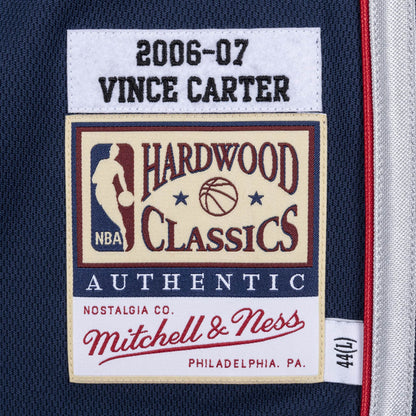 2006-07
VINCE CARTER
HARDWOOD
NBA
CLASSICS
AUTHENTIC
NOSTALGIA CO.
Mitchell & Ness
PHILADELPHIA. PA.
44(L)